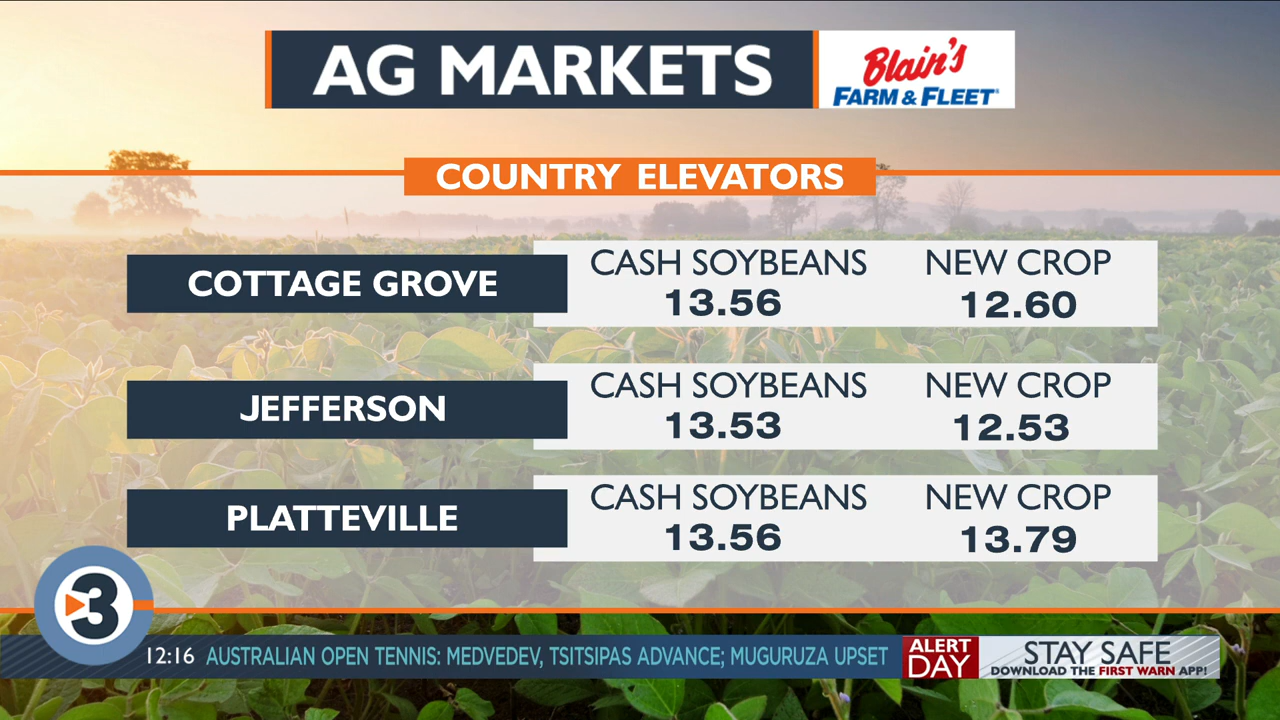 AG MARKETS
Blain's
FARM & FLEET
COUNTRY ELEVATORS
COTTAGE GROVE
CASH SOYBEANS
NEW CROP
13.56
12.60
JEFFERSON
CASH SOYBEANS
NEW CROP
13.53
12.53
PLATTEVILLE
CASH SOYBEANS
NEW CROP
13.56
13.79
3
12:16 AUSTRALIAN OPEN TENNIS: MEDVEDEV, TSITSIPAS ADVANCE; MUGURUZA UPSET
ALERT
DAY
STAY SAFE
DOWNLOAD THE FIRST WARN APP!